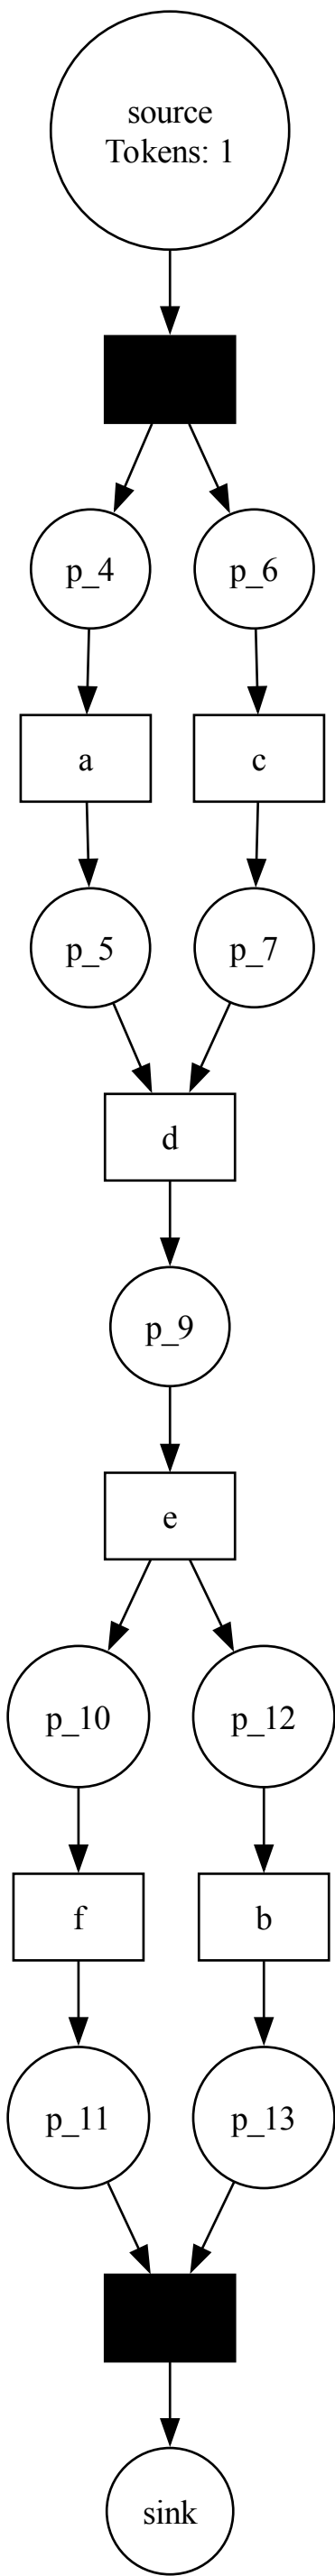 source
Tokens: 1
p_4
p_6
a
c
p_5
p_7
d
p_9
e
p_10
p_12
f
b
p_11
p_13
sink